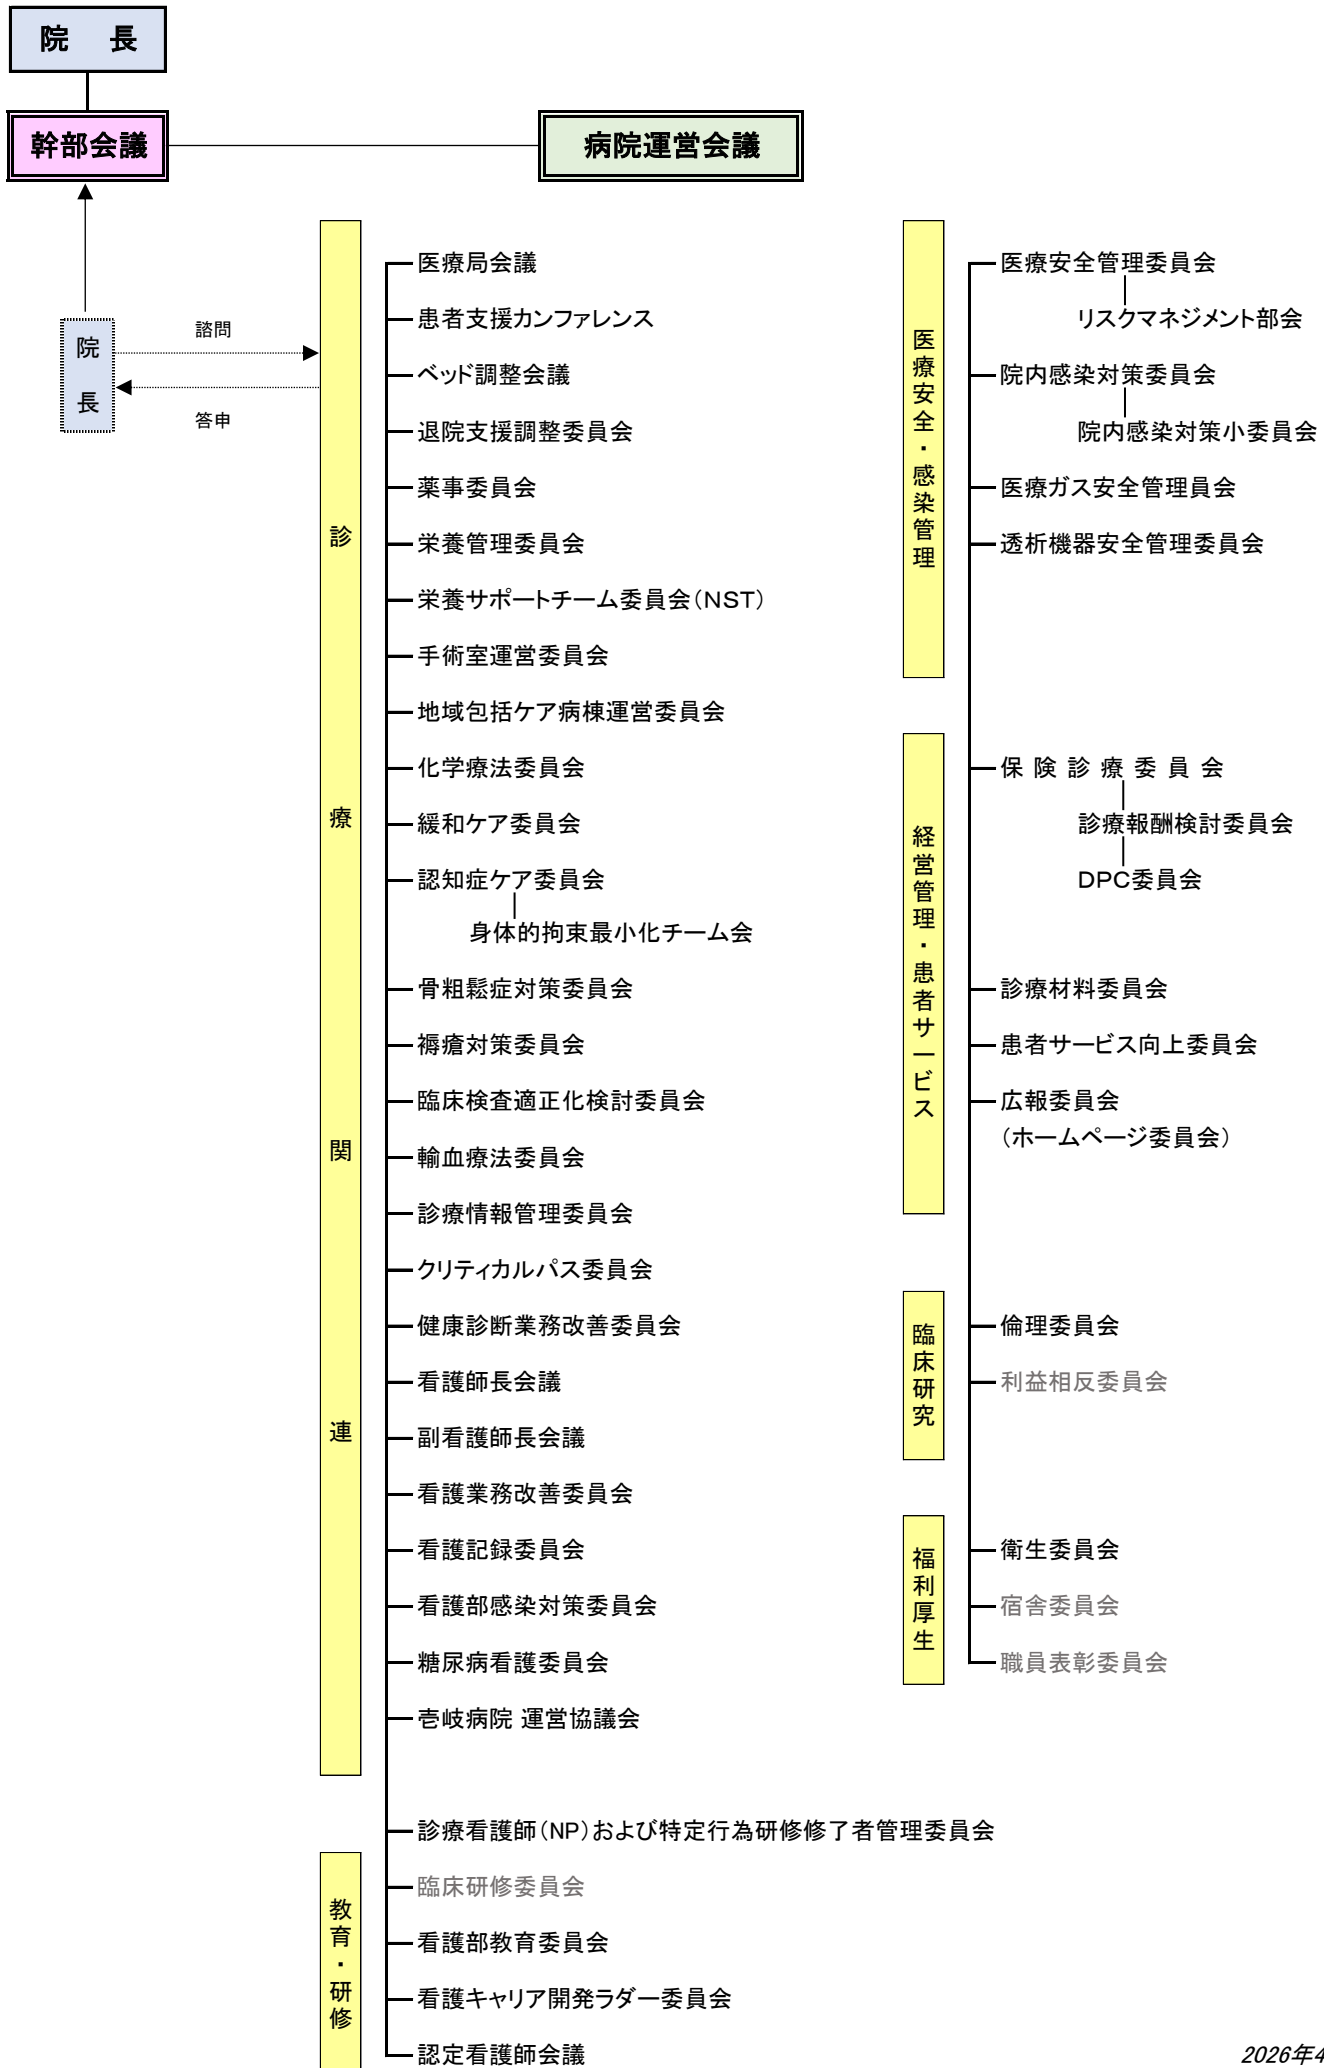 院　長
幹部会議
病院運営会議
院長
諮問
答申
診療関連
医療局会議
患者支援カンファレンス
ベッド調整会議
退院支援調整委員会
薬事委員会
栄養管理委員会
栄養サポートチーム委員会(NST)
手術室運営委員会
地域包括ケア病棟運営委員会
化学療法委員会
緩和ケア委員会
認知症ケア委員会
身体的拘束最小化チーム会
骨粗鬆症対策委員会
褥瘡対策委員会
臨床検査適正化検討委員会
輸血療法委員会
診療情報管理委員会
クリティカルパス委員会
健康診断業務改善委員会
看護師長会議
副看護師長会議
看護業務改善委員会
看護記録委員会
看護部感染対策委員会
糖尿病看護委員会
壱岐病院 運営協議会
診療看護師(NP)および特定行為研修修了者管理委員会
教育・研修
臨床研修委員会
看護部教育委員会
看護キャリア開発ラダー委員会
認定看護師会議
医療安全・感染管理
医療安全管理委員会
リスクマネジメント部会
院内感染対策委員会
院内感染対策小委員会
医療ガス安全管理員会
透析機器安全管理委員会
経営管理・患者サービス
保 険 診 療 委 員 会
診療報酬検討委員会
DPC委員会
診療材料委員会
患者サービス向上委員会
広報委員会
(ホームページ委員会)
臨床研究
倫理委員会
利益相反委員会
福利厚生
衛生委員会
宿舎委員会
職員表彰委員会
2026年4